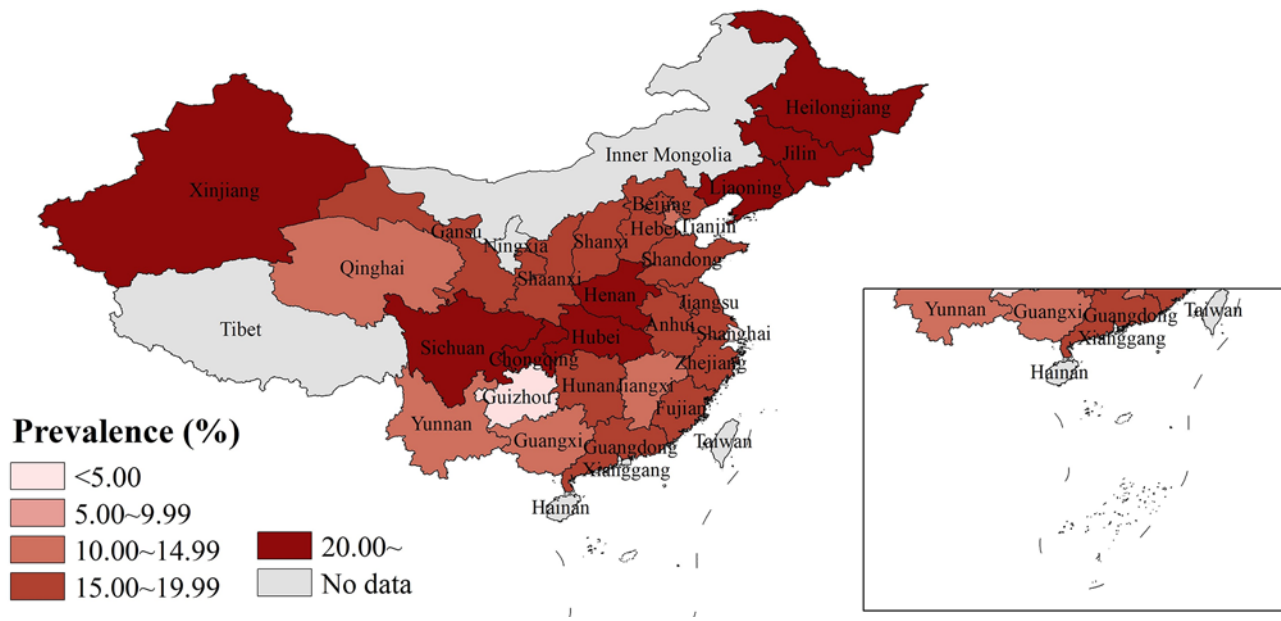 Heilongjiang
Jilin
Inner Mongolia
Liaoning
Xinjiang
Beijing
Hebei
Tianjin
Gansu
Ningxia
Shanxi
Shandong
Qinghai
Shaanxi
Henan
Jiangsu
Tibet
Anhui
Shanghai
Sichuan
Hubei
Chongqing
Zhejiang
Hunan
Jiangxi
Guizhou
Fujian
Yunnan
Guangxi
Guangdong
Taiwan
Xianggang
Hainan
Prevalence (%)
<5.00
5.00~9.99
10.00~14.99
15.00~19.99
20.00~
No data
Yunnan
Guangxi
Guangdong
Taiwan
Xianggang
Hainan